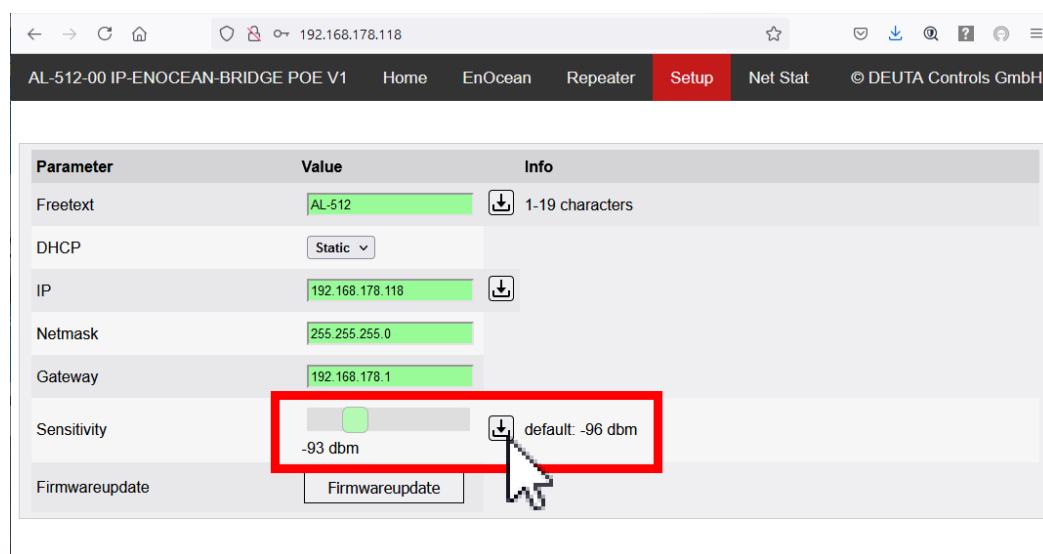 192.168.178.118
AL-512-00 IP-ENOCEAN-BRIDGE POE V1 Home EnOcean Repeater Setup Net Stat © DEUTA Controls GmbH
Parameter Value Info
Freetext AL-512 1-19 characters
DHCP Static
IP 192.168.178.118
Netmask 255.255.255.0
Gateway 192.168.178.1
Sensitivity -93 dbm default: -96 dbm
Firmwareupdate Firmwareupdate